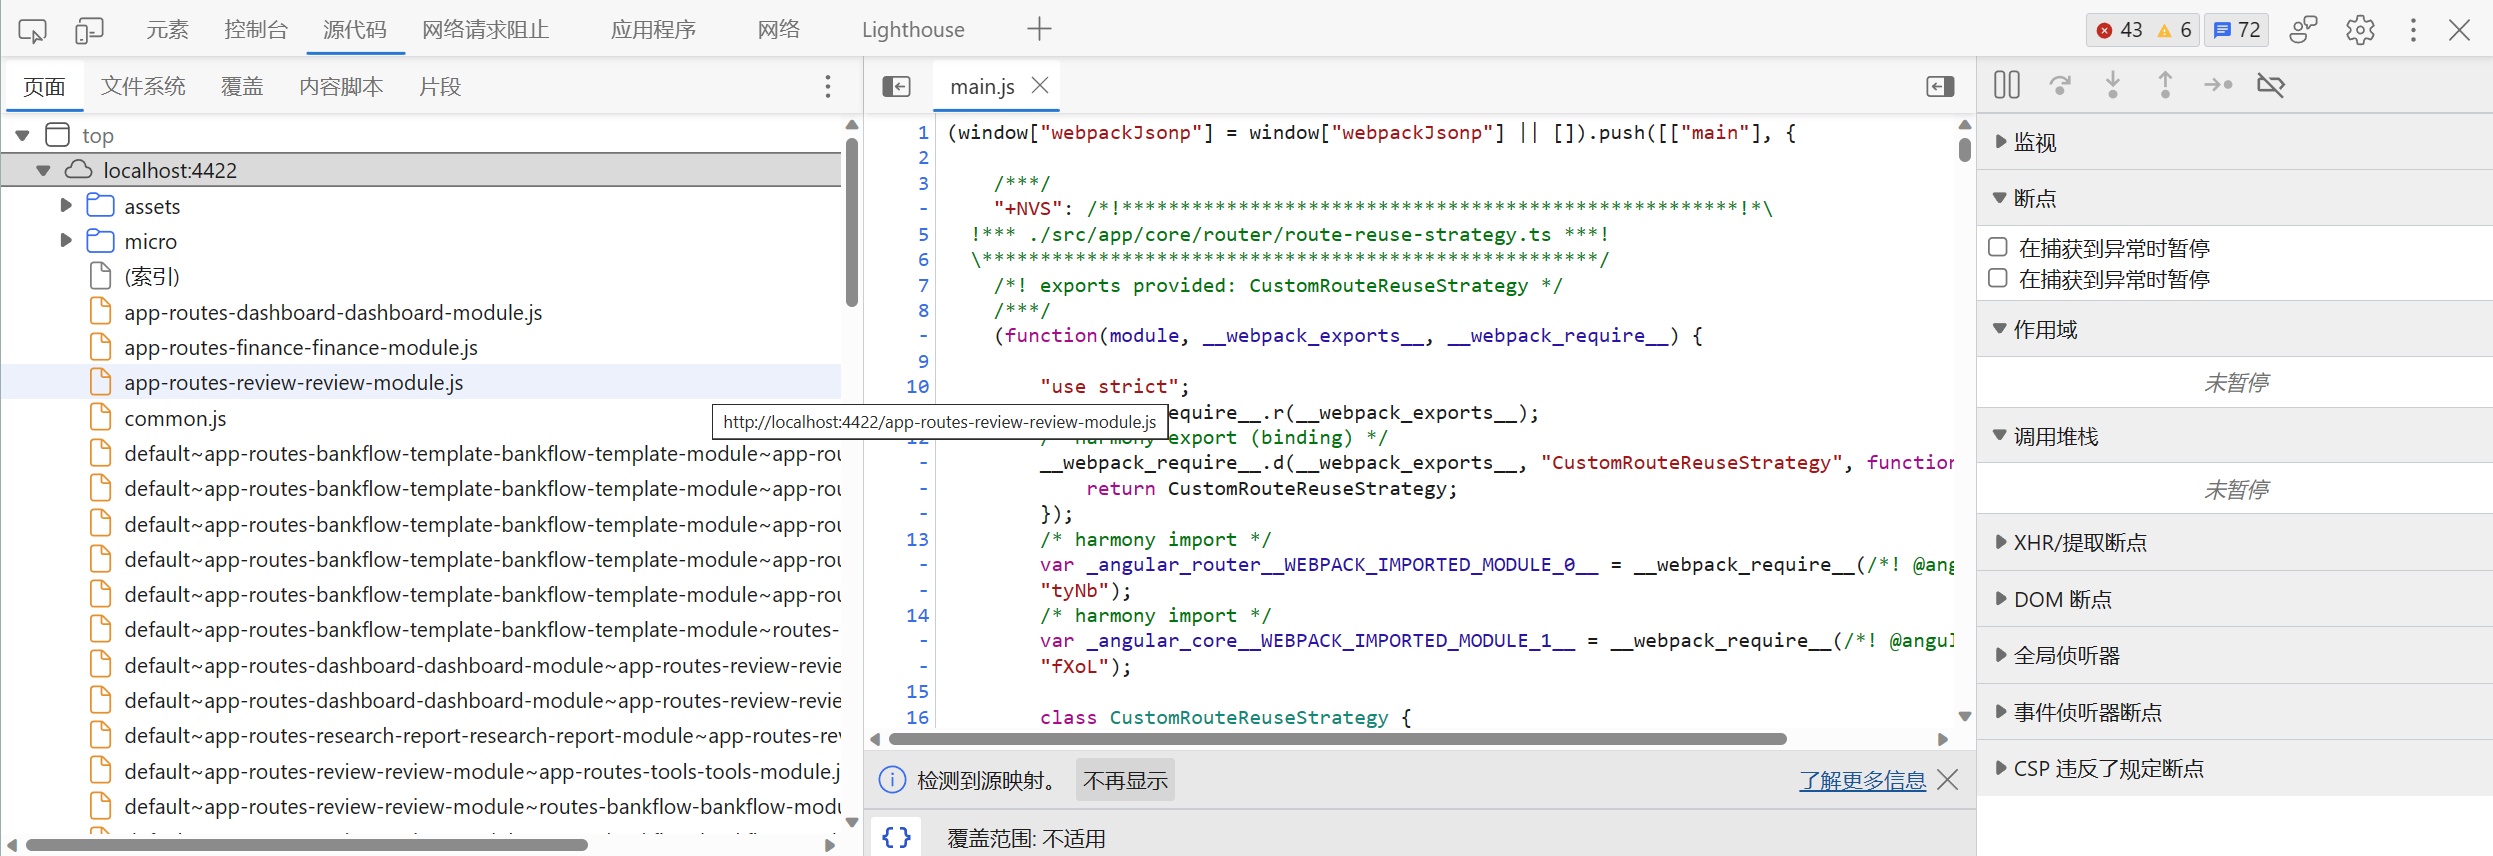 元素 控制台 源代码 网络请求阻止 应用程序 网络 Lighthouse 43 6 72
页面 文件系统 覆盖 内容脚本 片段
top
localhost:4422
assets
micro
(索引)
app-routes-dashboard-dashboard-module.js
app-routes-finance-finance-module.js
app-routes-review-review-module.js
common.js
default~app-routes-bankflow-template-bankflow-template-module~app-rou
default~app-routes-bankflow-template-bankflow-template-module~app-rou
default~app-routes-bankflow-template-bankflow-template-module~app-rou
default~app-routes-bankflow-template-bankflow-template-module~app-rou
default~app-routes-bankflow-template-bankflow-template-module~app-rou
default~app-routes-bankflow-template-bankflow-template-module~routes-
default~app-routes-dashboard-dashboard-module~app-routes-review-revie
default~app-routes-dashboard-dashboard-module~app-routes-review-revie
default~app-routes-research-report-research-report-module~app-routes-rev
default~app-routes-review-review-module~app-routes-tools-tools-module.j
default~app-routes-review-review-module~routes-bankflow-bankflow-modu
http://localhost:4422/app-routes-review-review-module.js
main.js
1 (window["webpackJsonp"] = window["webpackJsonp"] || []).push([["main"], {
2
3 /***/
- "+NVS": /*!*****************************************************!*\
5 !*** ./src/app/core/router/route-reuse-strategy.ts ***!
6 \*****************************************************/
7 /*! exports provided: CustomRouteReuseStrategy */
8 /***/
- (function(module, __webpack_exports__, __webpack_require__) {
9
10 "use strict";
equire__.r(__webpack_exports__);
12 /* harmony export (binding) */
- __webpack_require__.d(__webpack_exports__, "CustomRouteReuseStrategy", function
- return CustomRouteReuseStrategy;
- });
13 /* harmony import */
- var _angular_router__WEBPACK_IMPORTED_MODULE_0__ = __webpack_require__(/*! @ang
- "tyNb");
14 /* harmony import */
- var _angular_core__WEBPACK_IMPORTED_MODULE_1__ = __webpack_require__(/*! @angul
- "fXoL");
15
16 class CustomRouteReuseStrategy {
检测到源映射。 不再显示 了解更多信息
{} 覆盖范围: 不适用
监视
断点
在捕获到异常时暂停
在捕获到异常时暂停
作用域
未暂停
调用堆栈
未暂停
XHR/提取断点
DOM 断点
全局侦听器
事件侦听器断点
CSP 违反了规定断点